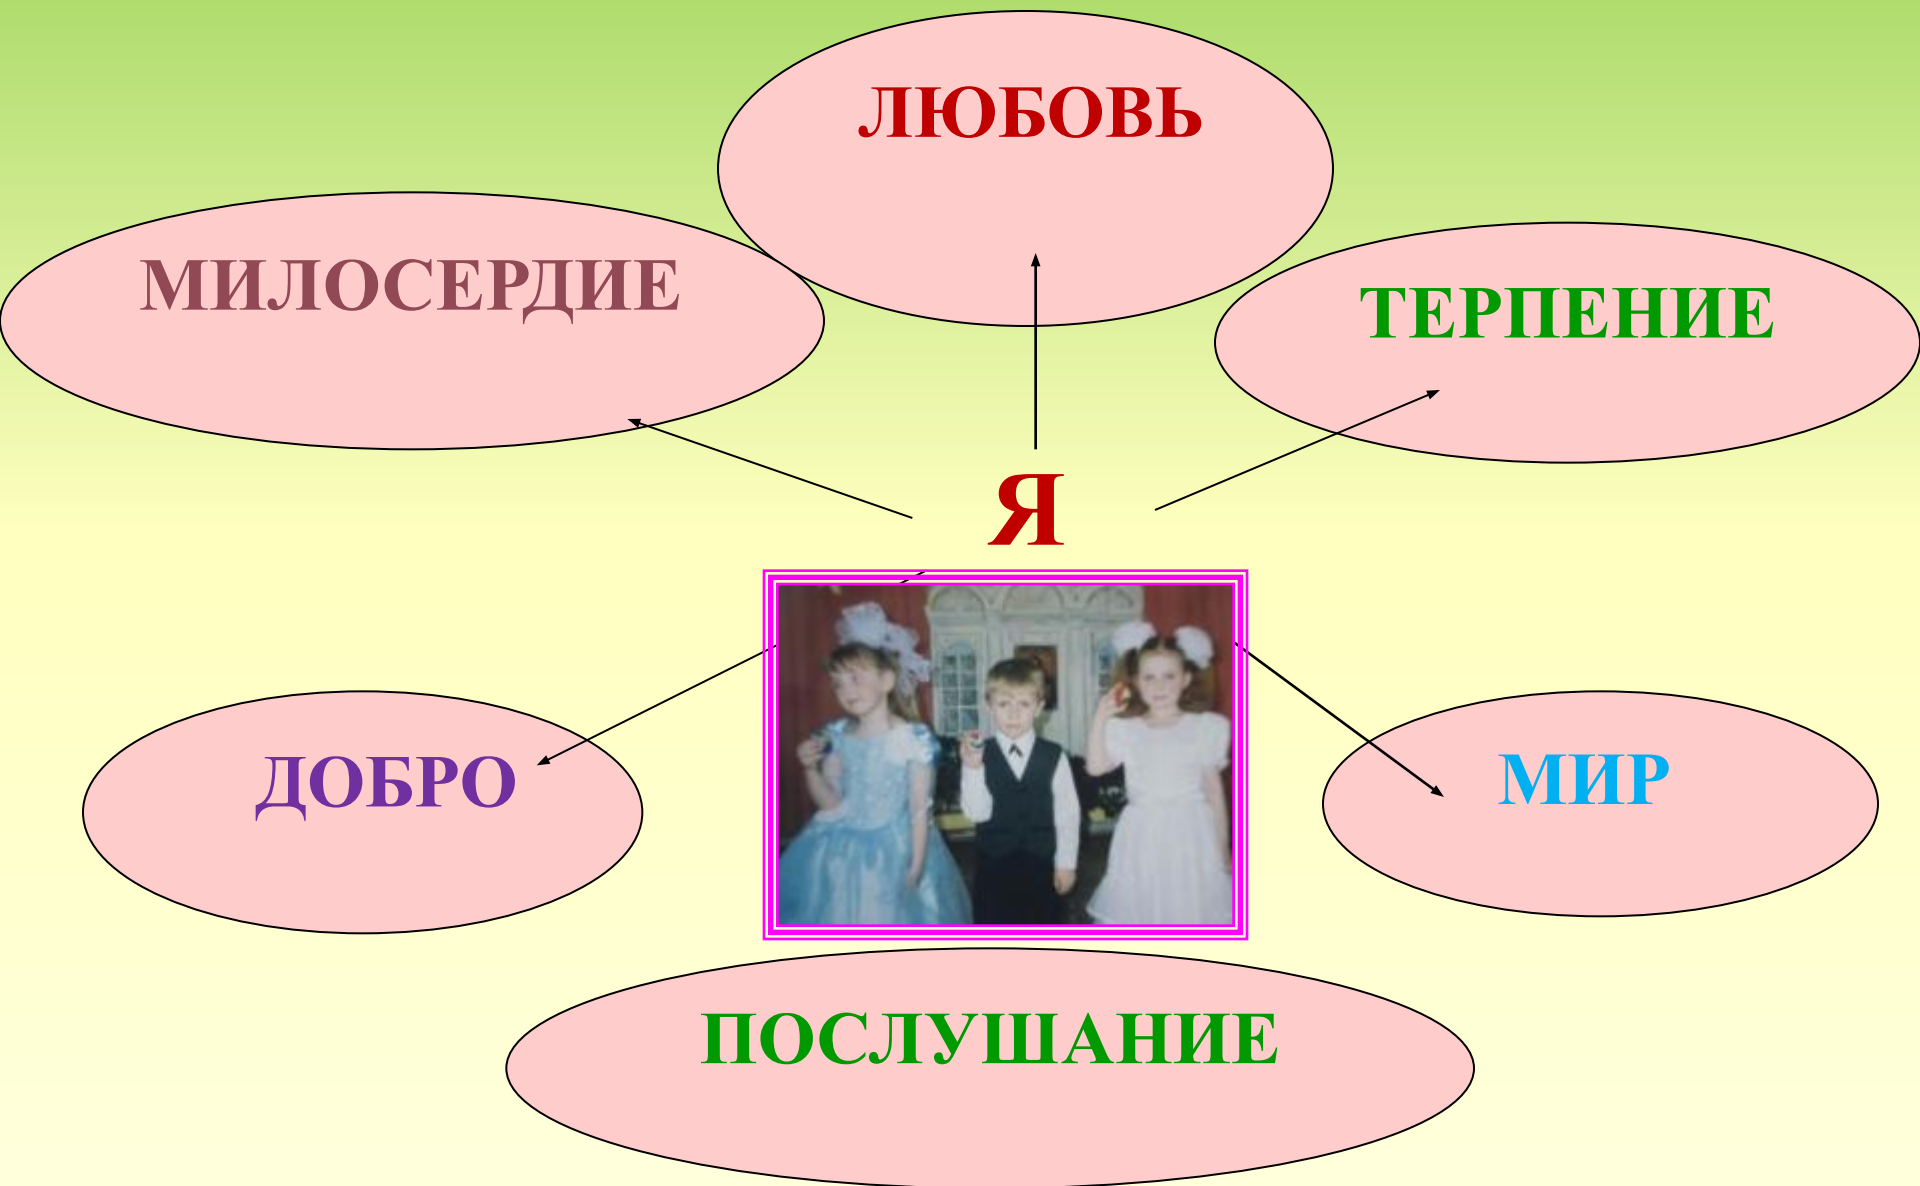 ЛЮБОВЬ
МИЛОСЕРДИЕ
ТЕРПЕНИЕ
Я
ДОБРО
МИР
ПОСЛУШАНИЕ